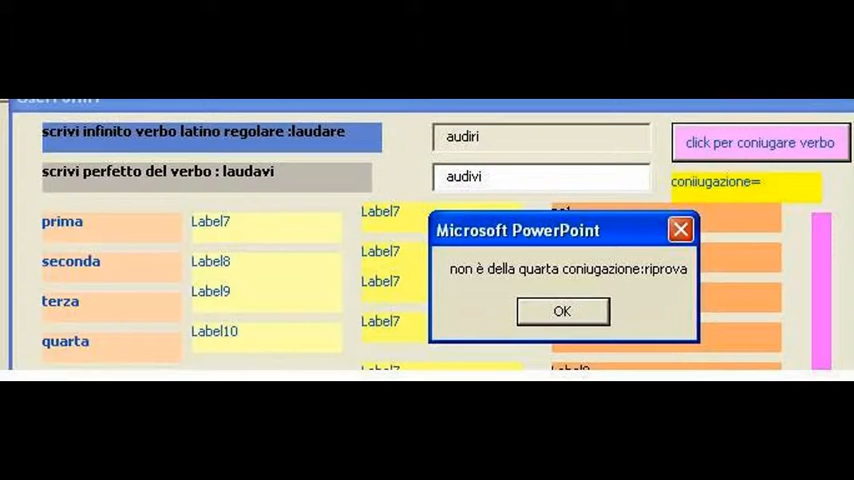 scrivi infinito verbo latino regolare :laudare
audiri
click per coniugare verbo
scrivi perfetto del verbo : laudavi
audivi
coniiugazione=
prima
Label7
Label7
seconda
Label8
Label7
terza
Label9
Label7
quarta
Label10
Label7
Microsoft PowerPoint
non è della quarta coniugazione:riprova
OK